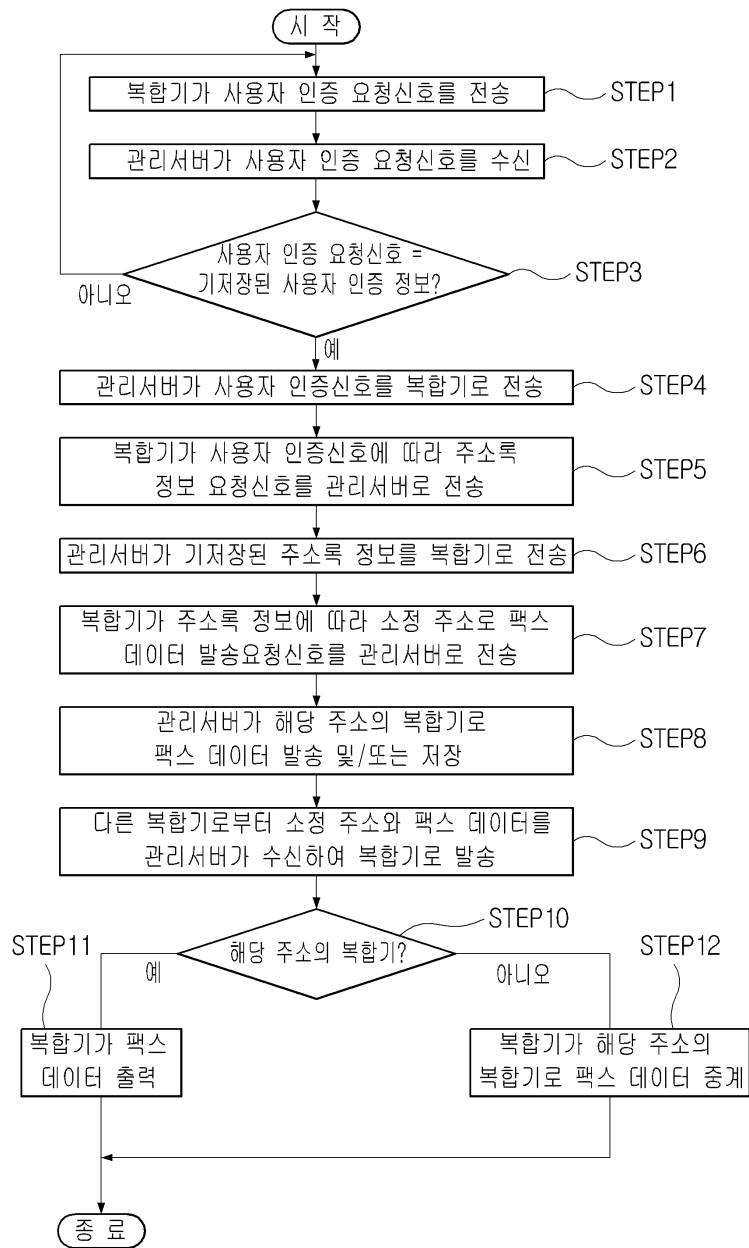 시 작
복합기가 사용자 인증 요청신호를 전송
STEP1
관리서버가 사용자 인증 요청신호를 수신
STEP2
사용자 인증 요청신호 =
기저장된 사용자 인증 정보?
STEP3
아니오
예
관리서버가 사용자 인증신호를 복합기로 전송
STEP4
복합기가 사용자 인증신호에 따라 주소록
정보 요청신호를 관리서버로 전송
STEP5
관리서버가 기저장된 주소록 정보를 복합기로 전송
STEP6
복합기가 주소록 정보에 따라 소정 주소로 팩스
데이터 발송요청신호를 관리서버로 전송
STEP7
관리서버가 해당 주소의 복합기로
팩스 데이터 발송 및/또는 저장
STEP8
다른 복합기로부터 소정 주소와 팩스 데이터를
관리서버가 수신하여 복합기로 발송
STEP9
STEP10
해당 주소의 복합기?
STEP11
예
아니오
STEP12
복합기가 팩스
데이터 출력
복합기가 해당 주소의
복합기로 팩스 데이터 중계
종 료